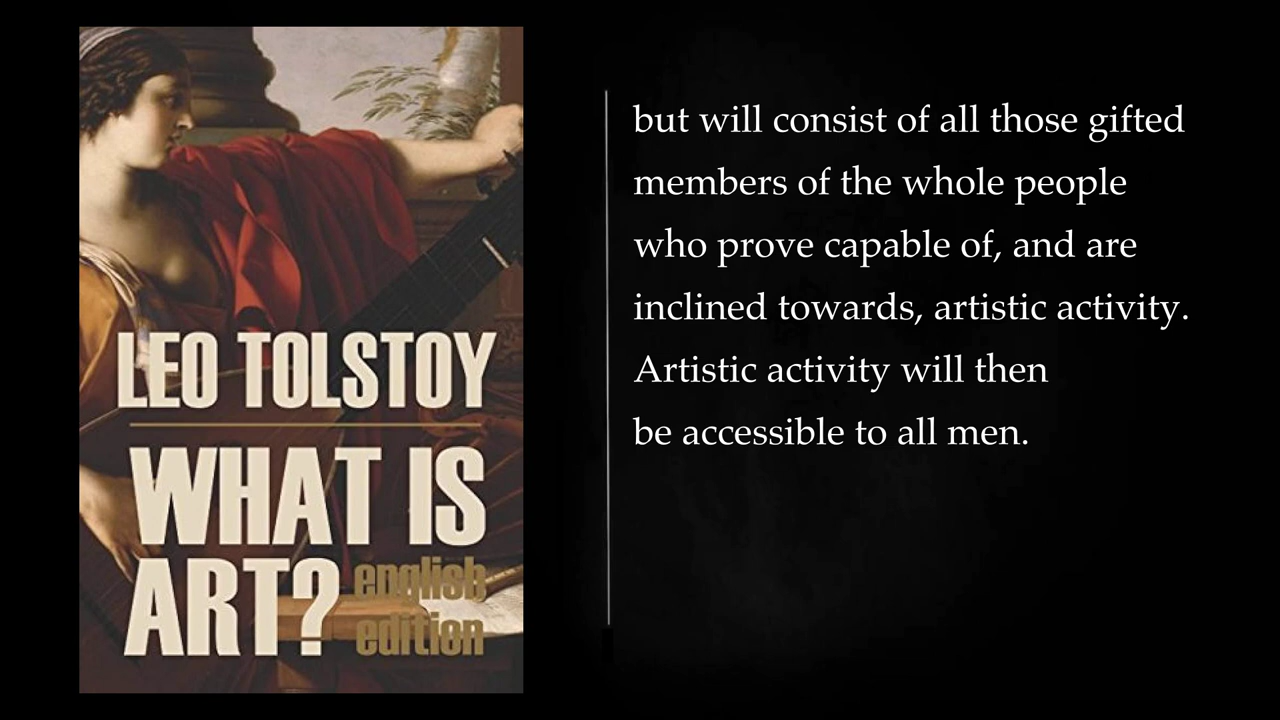 LEO TOLSTOY
WHAT IS
ART?
english
edition
but will consist of all those gifted
members of the whole people
who prove capable of, and are
inclined towards, artistic activity.
Artistic activity will then
be accessible to all men.